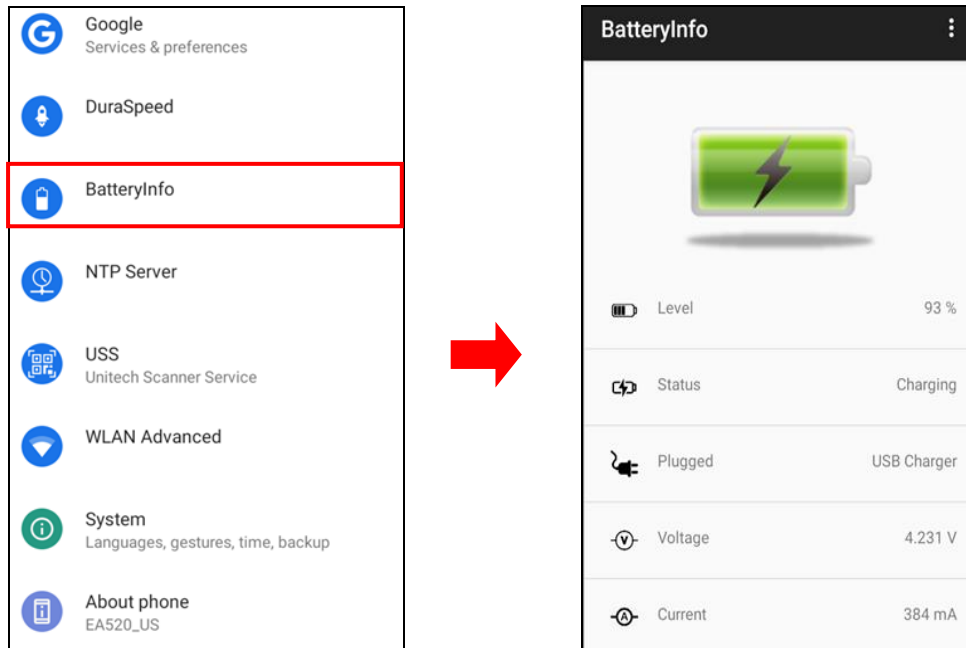 Google
Services & preferences
DuraSpeed
BatteryInfo
NTP Server
USS
Unitech Scanner Service
WLAN Advanced
System
Languages, gestures, time, backup
About phone
EA520_US
BatteryInfo
Level 93 %
Status Charging
Plugged USB Charger
V Voltage 4.231 V
A Current 384 mA